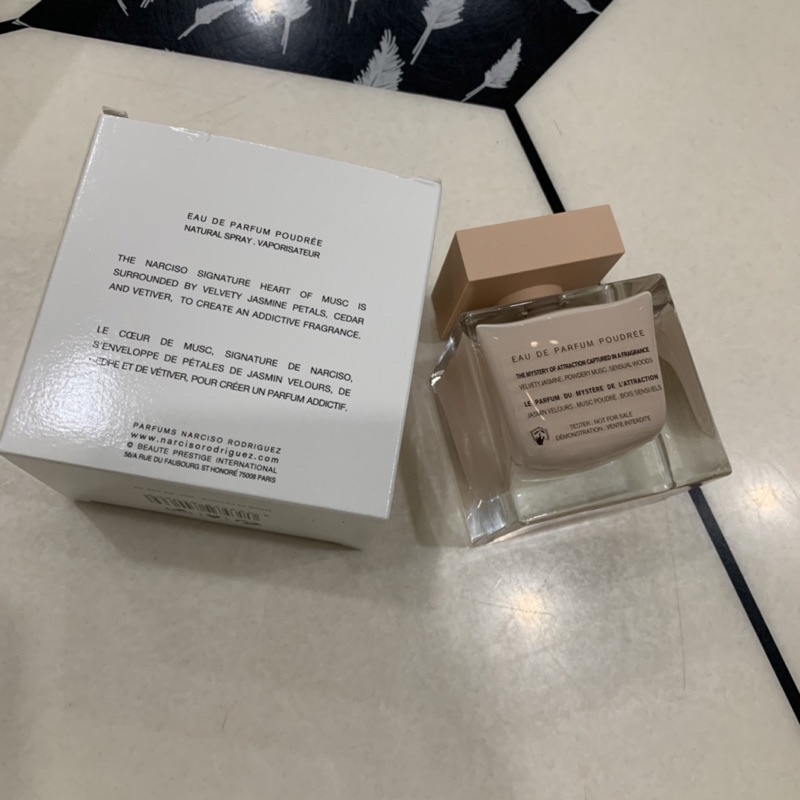 EAU DE PARFUM POUDRÉE
NATURAL SPRAY . VAPORISATEUR
THE NARCISO SIGNATURE HEART OF MUSC IS
SURROUNDED BY VELVETY JASMINE PETALS, CEDAR
AND VETIVER, TO CREATE AN ADDICTIVE FRAGRANCE.
LE CŒUR DE MUSC, SIGNATURE DE NARCISO,
S'ENVELOPPE DE PÉTALES DE JASMIN VELOURS, DE
CÈDRE ET DE VÉTIVER, POUR CRÉER UN PARFUM ADDICTIF.
PARFUMS NARCISO RODRIGUEZ
www.narcisorodriguez.com
© BEAUTE PRESTIGE INTERNATIONAL
56/A RUE DU FAUBOURG ST HONORÉ 75008 PARIS
EAU DE PARFUM POUDRÉE
THE MYSTERY OF ATTRACTION CAPTURED IN A FRAGRANCE
VELVETY JASMINE . POWDERY MUSC . SENSUAL WOODS
LE PARFUM DU MYSTÈRE DE L'ATTRACTION
JASMIN VELOURS . MUSC POUDRÉ . BOIS SENSUELS
TESTER : NOT FOR SALE
DÉMONSTRATION : VENTE INTERDITE